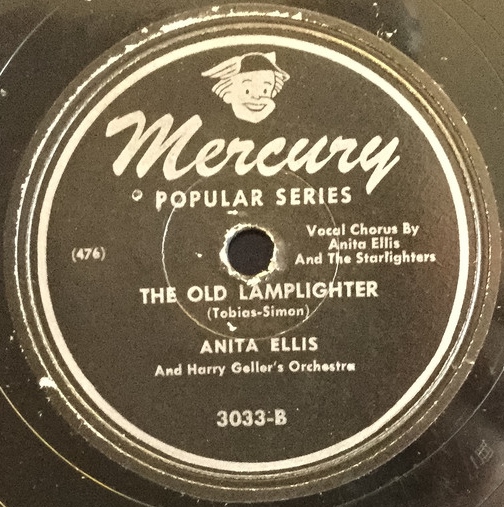 Mercury
POPULAR SERIES
Vocal Chorus By
Anita Ellis
And The Starlighters
(476)
THE OLD LAMPLIGHTER
(Tobias-Simon)
ANITA ELLIS
And Harry Geller's Orchestra
3033-B